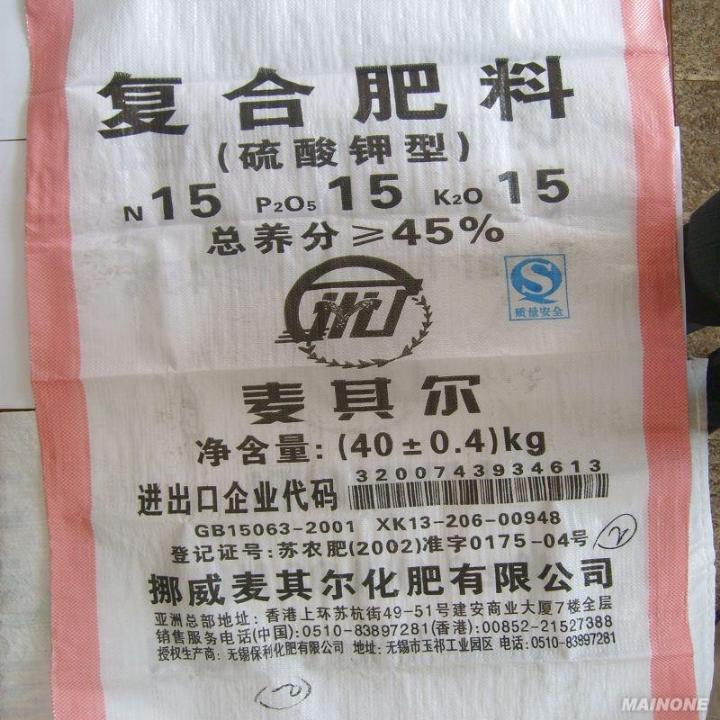 复合肥料
(硫酸钾型)
N 15 P₂O₅ 15 K₂O 15
总养分≥45%
质量安全
麦其尔
净含量:(40±0.4)kg
3200743934613
进出口企业代码
GB15063-2001 XK13-206-00948
登记证号:苏农肥(2002)准字0175-04号
挪威麦其尔化肥有限公司
亚洲总部地址:香港上环苏杭街49-51号建安商业大厦7楼全层
销售服务电话(中国):0510-83897281(香港):00852-21527388
授权生产商:无锡保利化肥有限公司 地址:无锡市玉祁工业园区 电话:0510-83897281
MAINONE